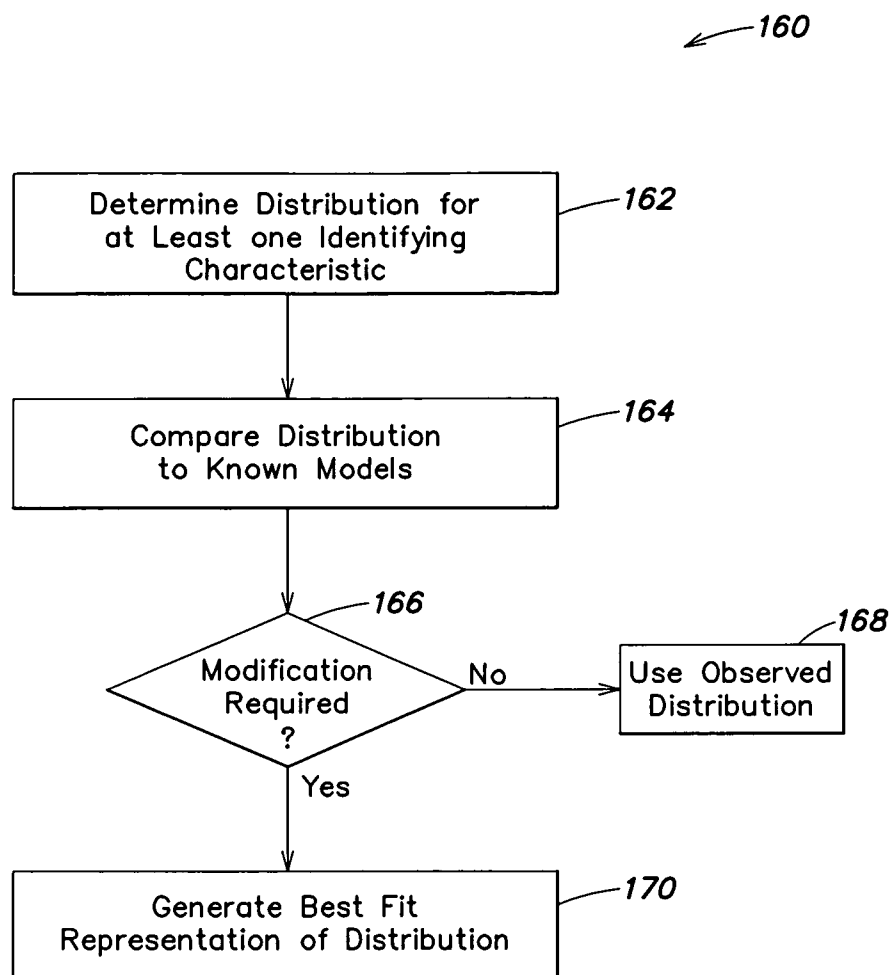 160
Determine Distribution for
at Least one Identifying
Characteristic
162
Compare Distribution
to Known Models
164
166
Modification
Required
?
No
Use Observed
Distribution
168
Yes
Generate Best Fit
Representation of Distribution
170